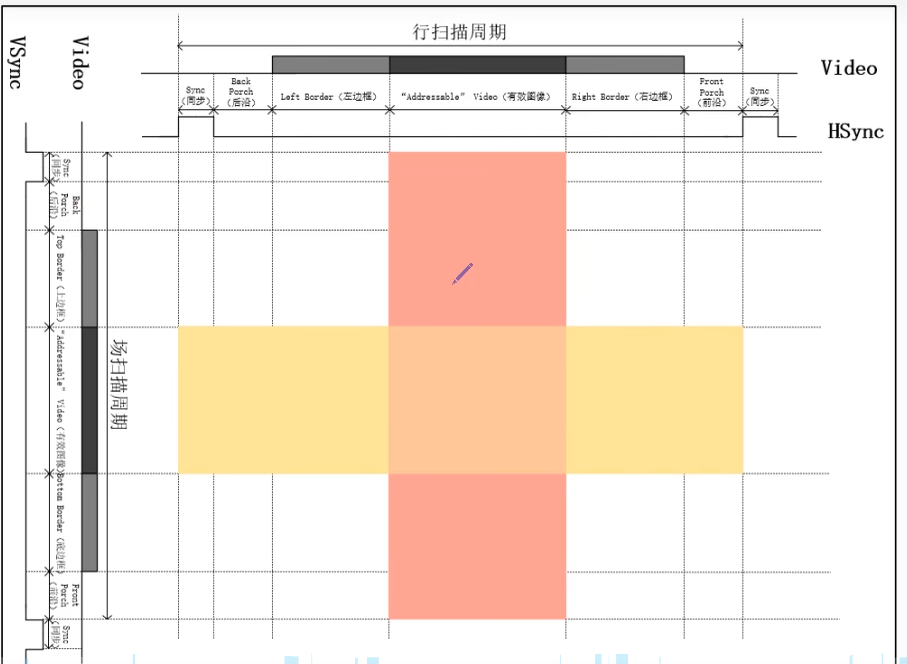 行扫描周期
Video
Sync
(同步)
Back
Porch
(后沿)
Left Border（左边框）
“Addressable” Video（有效图像）
Right Border（右边框）
Front
Porch
(前沿)
Sync
(同步)
HSync
VSync
Video
Sync
(同步)
Back
Porch
(后沿)
Top Border（上边框）
“Addressable” Video（有效图像）
Bottom Border（底边框）
Front
Porch
(前沿)
Sync
(同步)
场扫描周期